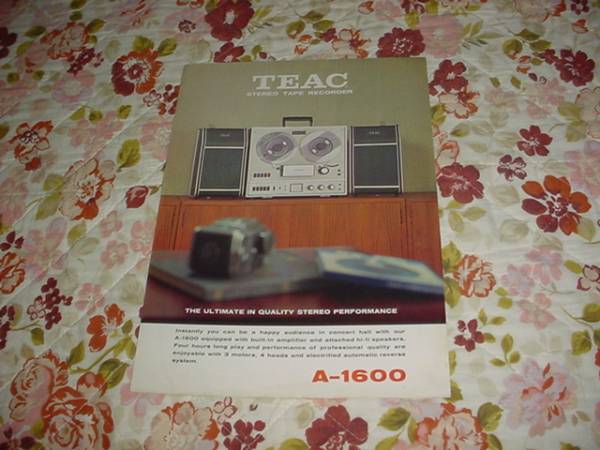 TEAC
STEREO TAPE RECORDER
THE ULTIMATE IN QUALITY STEREO PERFORMANCE
Instantly you can be a happy audience in concert hall with our
A-1600 equipped with built-in amplifier and attached hi-fi speakers.
Four hours long play and performance of professional quality are
enjoyable with 3 motors, 4 heads and electrified automatic reverse
system.
A-1600